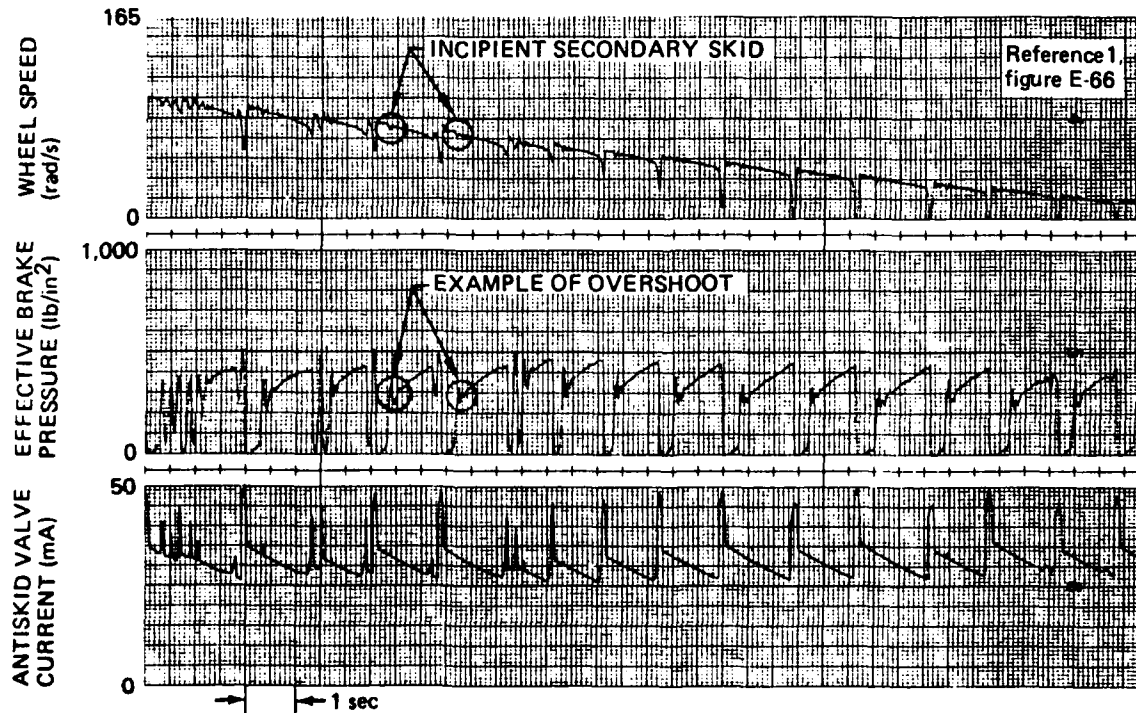 165
INCIPIENT SECONDARY SKID
Reference 1,
figure E-66
WHEEL SPEED
(rad/s)
0
1,000
EXAMPLE OF OVERSHOOT
EFFECTIVE BRAKE
PRESSURE (lb/in²)
0
50
ANTISKID VALVE
CURRENT (mA)
0
1 sec